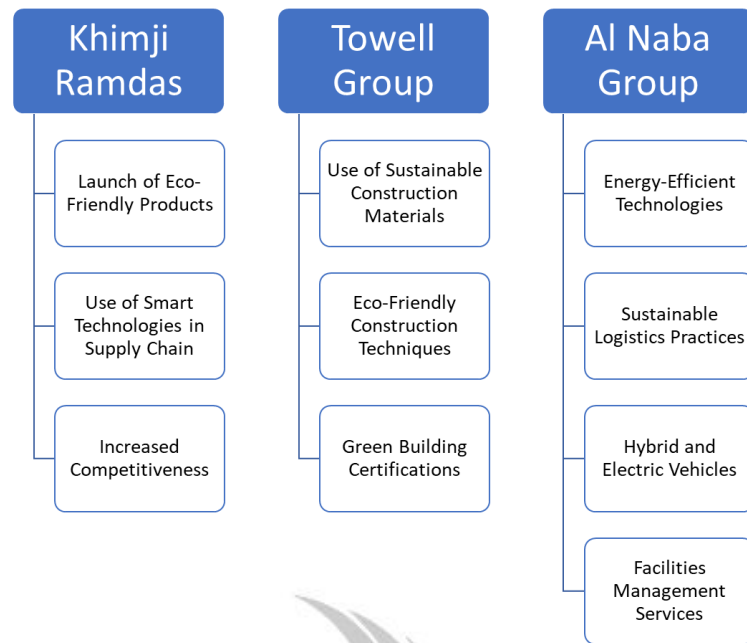 Khimji
Ramdas
Launch of Eco-
Friendly Products
Use of Smart
Technologies in
Supply Chain
Increased
Competitiveness
Towell
Group
Use of Sustainable
Construction
Materials
Eco-Friendly
Construction
Techniques
Green Building
Certifications
Al Naba
Group
Energy-Efficient
Technologies
Sustainable
Logistics Practices
Hybrid and
Electric Vehicles
Facilities
Management
Services